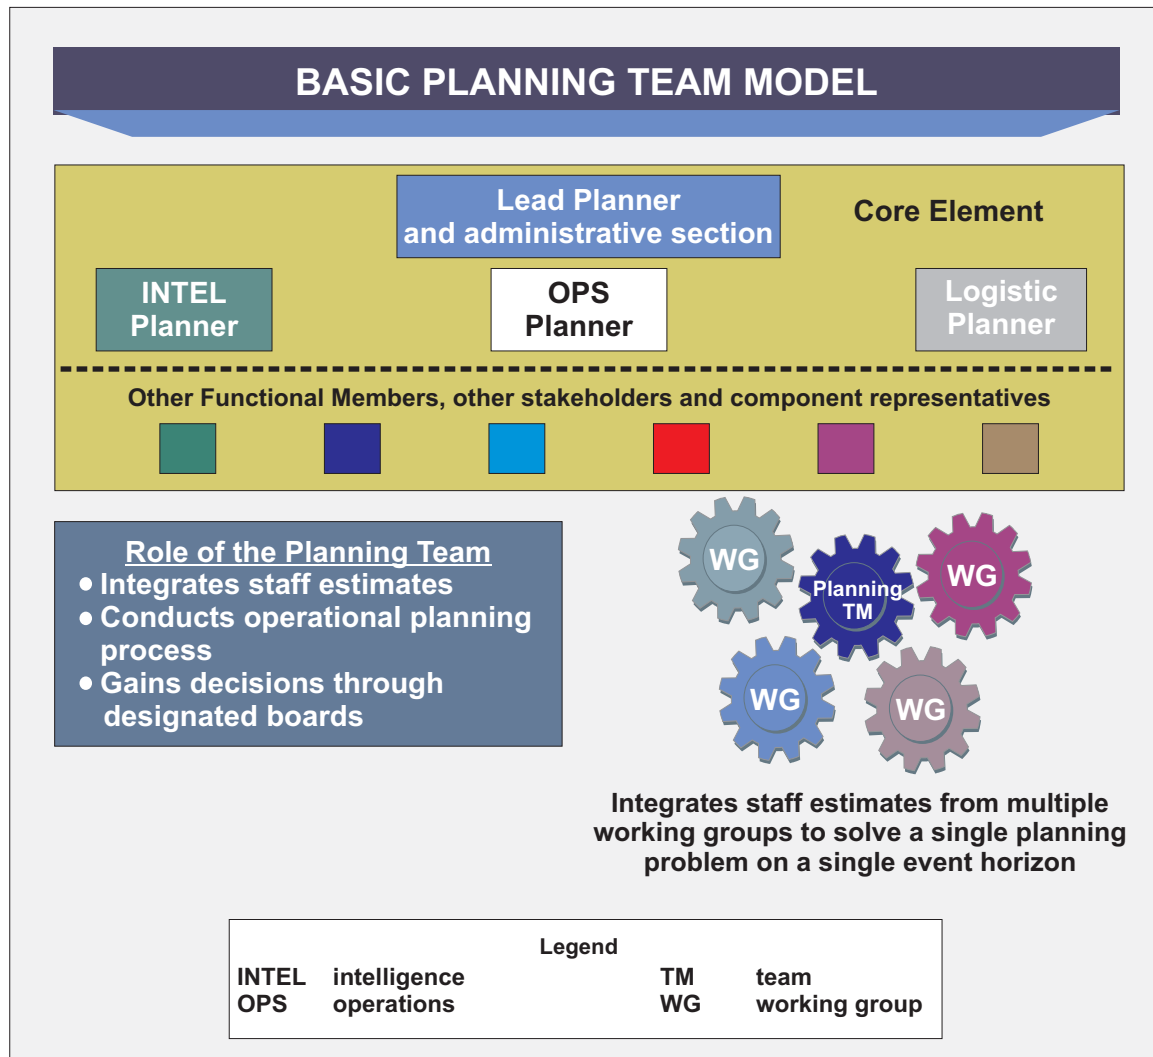 BASIC PLANNING TEAM MODEL
Lead Planner
and administrative section
Core Element
INTEL
Planner
OPS
Planner
Logistic
Planner
Other Functional Members, other stakeholders and component representatives
Role of the Planning Team
● Integrates staff estimates
● Conducts operational planning
process
● Gains decisions through
designated boards
WG
Planning
TM
WG
WG
WG
Integrates staff estimates from multiple
working groups to solve a single planning
problem on a single event horizon
Legend
INTEL intelligence TM team
OPS operations WG working group